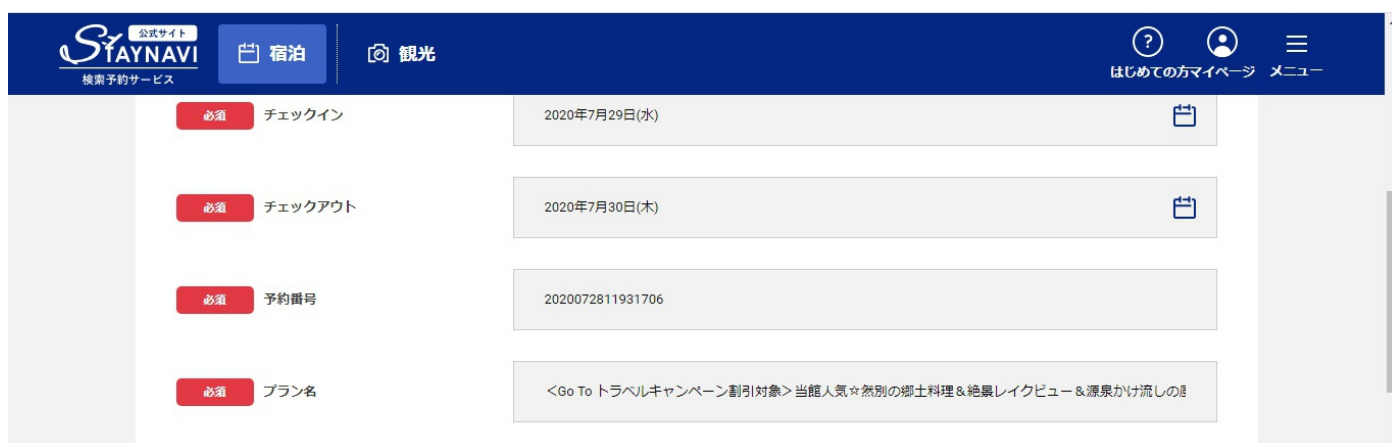 公式サイト
STAYNAVI
検索予約サービス
宿泊
観光
はじめての方
マイページ
メニュー
必須 チェックイン 2020年7月29日(水)
必須 チェックアウト 2020年7月30日(木)
必須 予約番号 2020072811931706
必須 プラン名 <Go To トラベルキャンペーン割引対象>当館人気☆然別の郷土料理&絶景レイクビュー&源泉かけ流しの